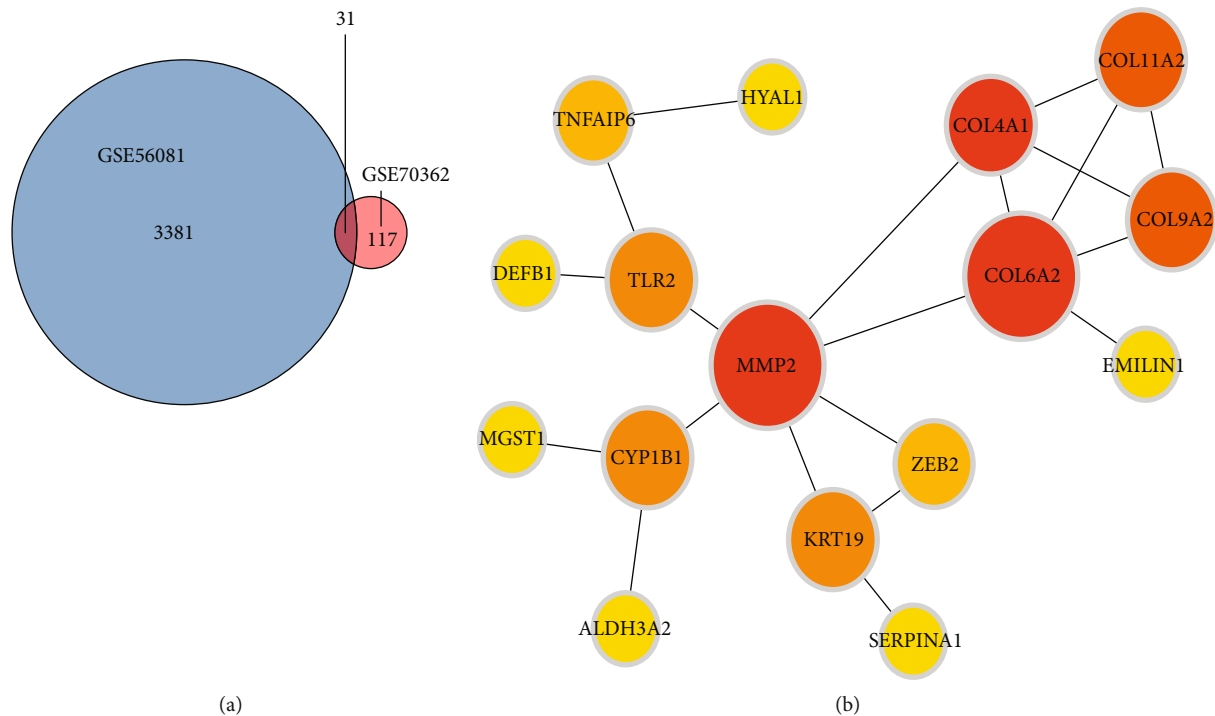 31
GSE56081
GSE70362
3381
117
(a)
COL11A2
HYAL1
TNFAIP6
COL4A1
COL9A2
DEFB1
TLR2
COL6A2
MMP2
EMILIN1
MGST1
CYP1B1
ZEB2
KRT19
ALDH3A2
SERPINA1
(b)